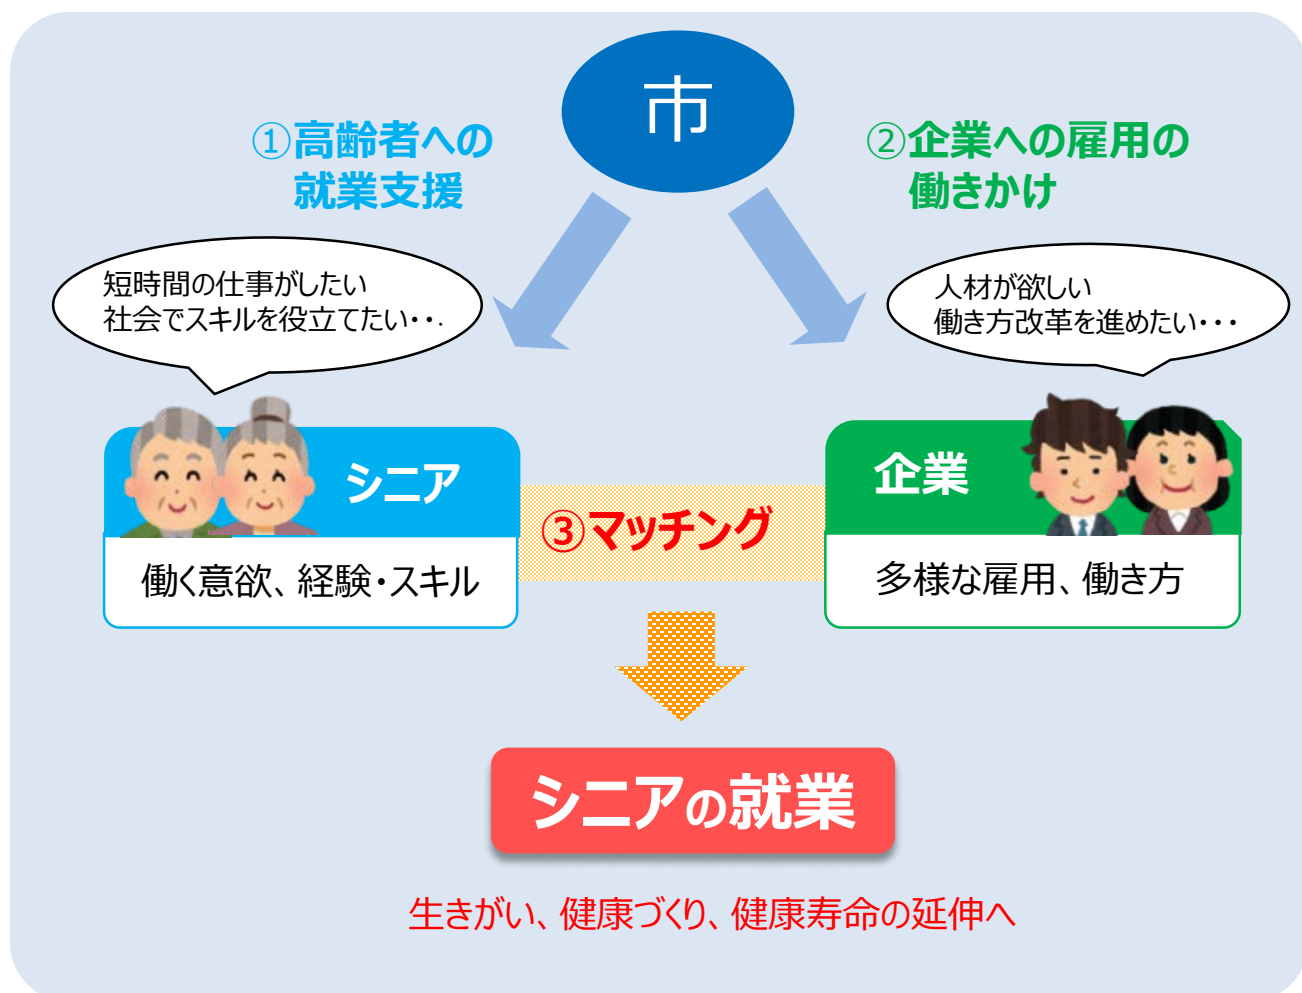 市
①高齢者への
就業支援
②企業への雇用の
働きかけ
短時間の仕事がしたい
社会でスキルを役立てたい・・.
人材が欲しい
働き方改革を進めたい・・・
シニア
働く意欲、経験・スキル
③マッチング
企業
多様な雇用、働き方
シニアの就業
生きがい、健康づくり、健康寿命の延伸へ